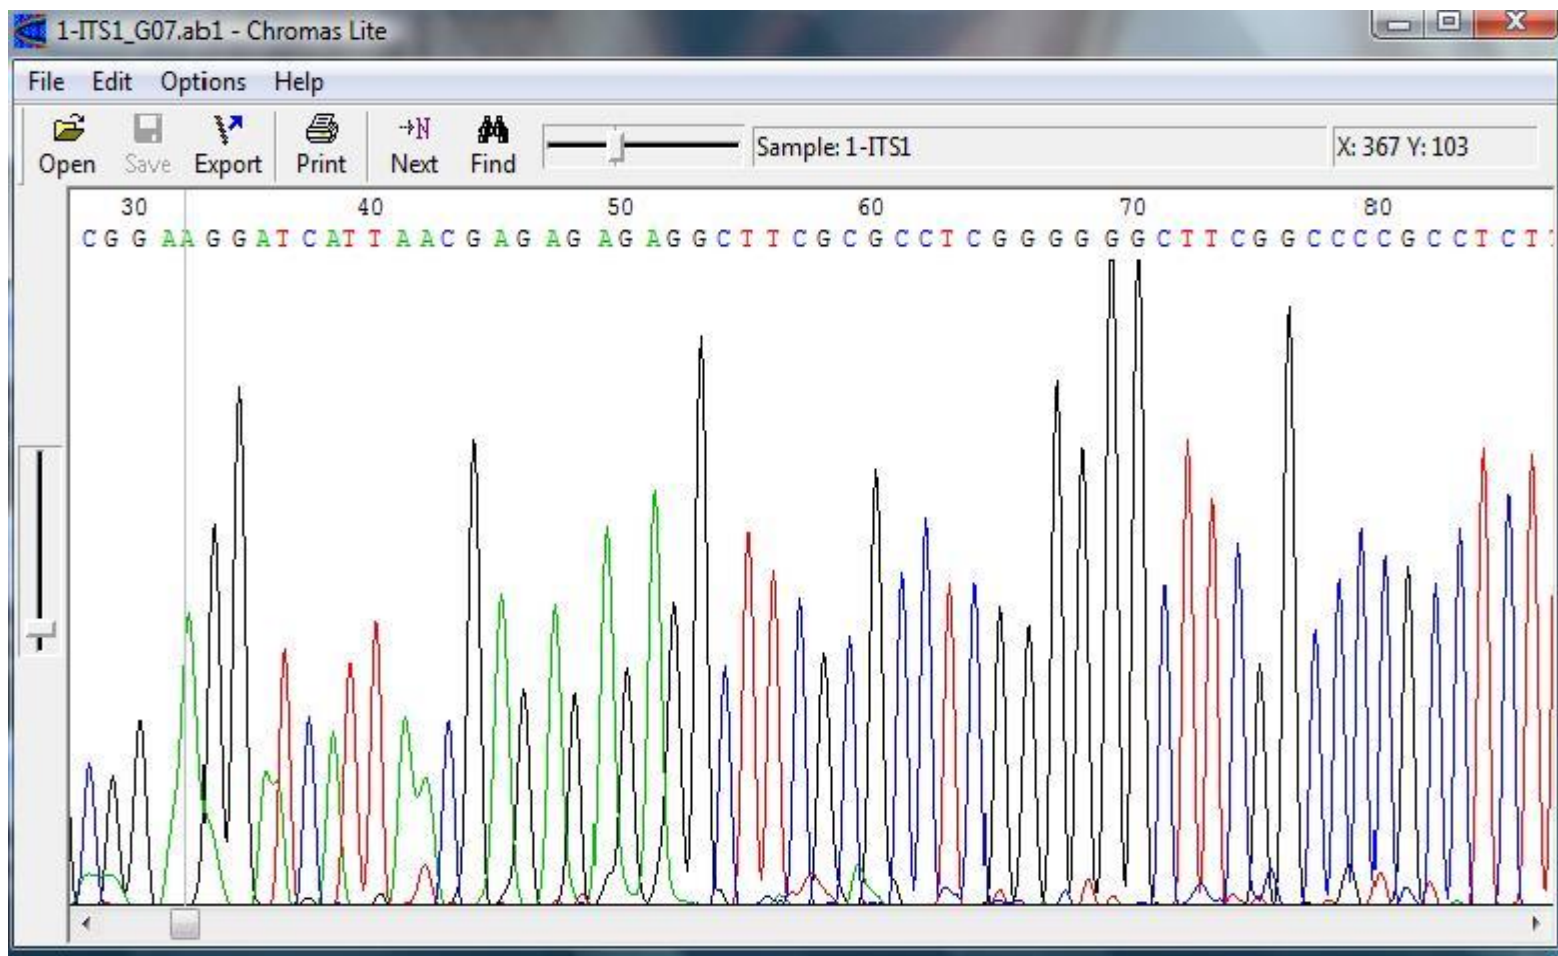 1-ITS1_G07.ab1 - Chromas Lite
File Edit Options Help
Open Save Export Print →N Next Find Sample: 1-ITS1 X: 367 Y: 103
30 40 50 60 70 80
C G G A A G G A T C A T T A A C G A G A G A G A G G C T T C G C G C C T C G G G G G G C T T C G G C C C C G C C T C T T